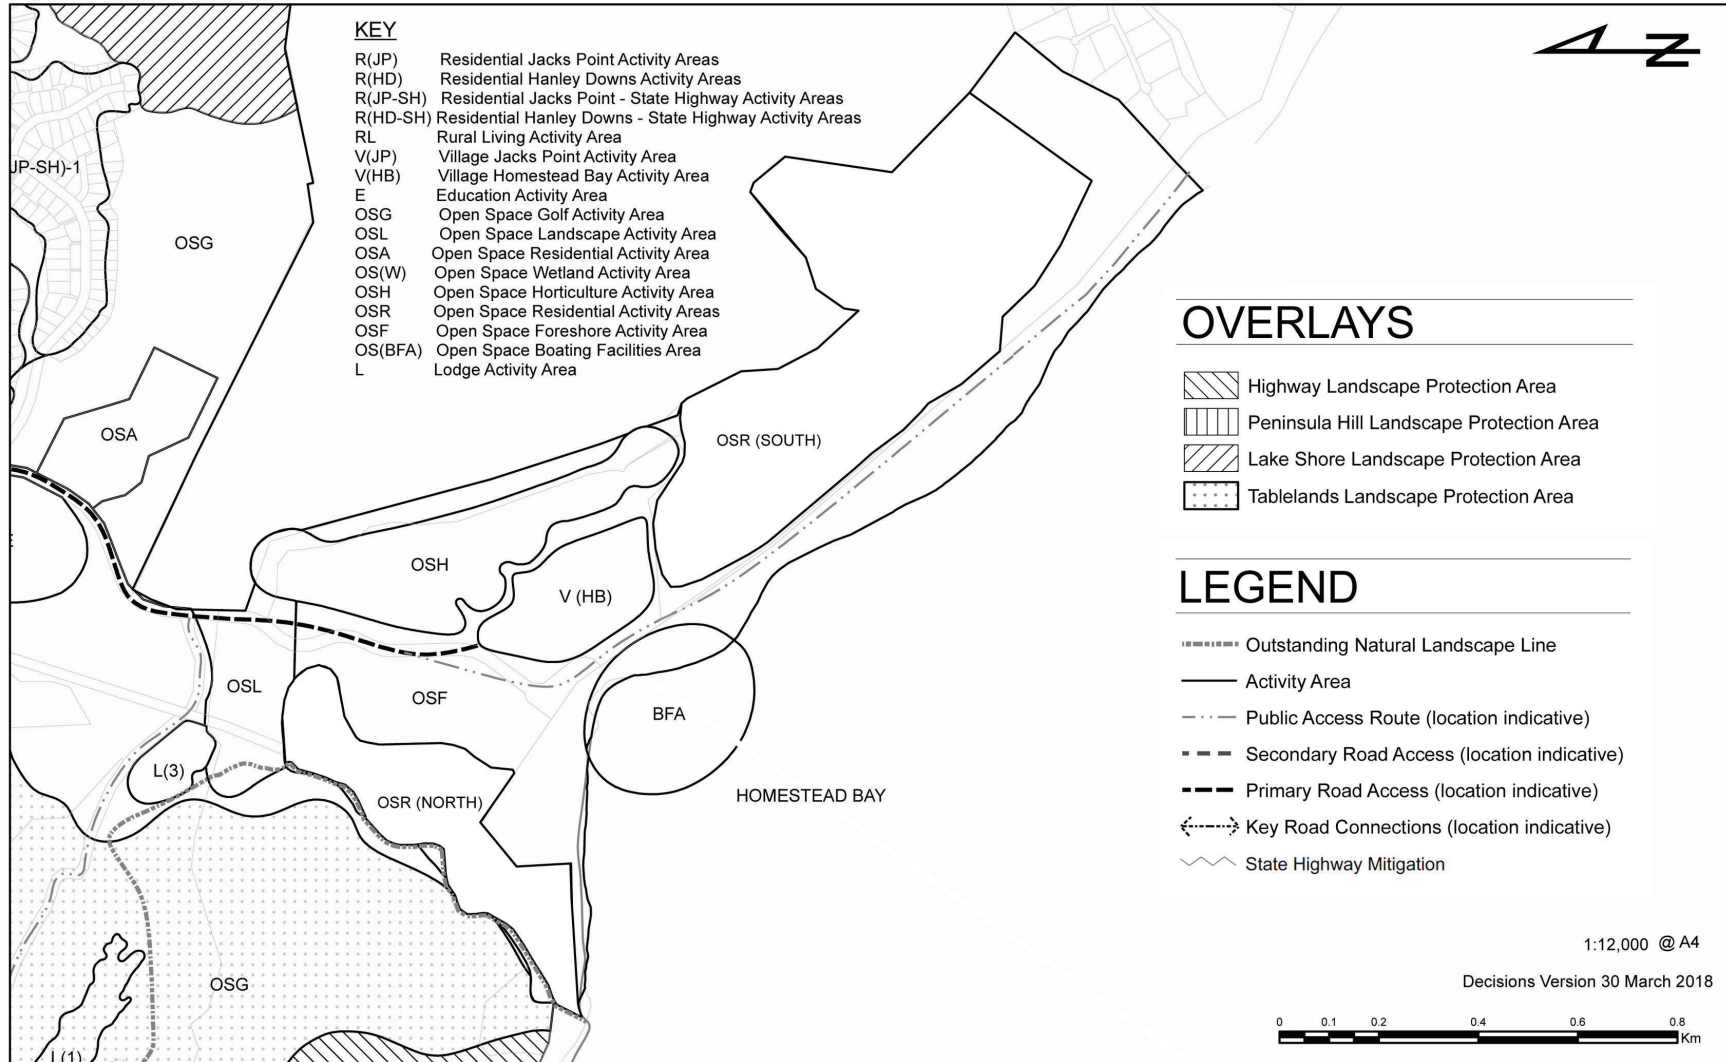 KEY
R(JP) Residential Jacks Point Activity Areas
R(HD) Residential Hanley Downs Activity Areas
R(JP-SH) Residential Jacks Point - State Highway Activity Areas
R(HD-SH) Residential Hanley Downs - State Highway Activity Areas
RL Rural Living Activity Area
V(JP) Village Jacks Point Activity Area
V(HB) Village Homestead Bay Activity Area
E Education Activity Area
OSG Open Space Golf Activity Area
OSL Open Space Landscape Activity Area
OSA Open Space Residential Activity Area
OS(W) Open Space Wetland Activity Area
OSH Open Space Horticulture Activity Area
OSR Open Space Residential Activity Areas
OSF Open Space Foreshore Activity Area
OS(BFA) Open Space Boating Facilities Area
L Lodge Activity Area
N
JP-SH)-1
OSG
OSA
OSR (SOUTH)
OSH
V (HB)
OSL
OSF
BFA
L(3)
OSR (NORTH)
HOMESTEAD BAY
OSG
L(1)
OVERLAYS
Highway Landscape Protection Area
Peninsula Hill Landscape Protection Area
Lake Shore Landscape Protection Area
Tablelands Landscape Protection Area
LEGEND
Outstanding Natural Landscape Line
Activity Area
Public Access Route (location indicative)
Secondary Road Access (location indicative)
Primary Road Access (location indicative)
Key Road Connections (location indicative)
State Highway Mitigation
1:12,000 @ A4
Decisions Version 30 March 2018
0 0.1 0.2 0.4 0.6 0.8
Km